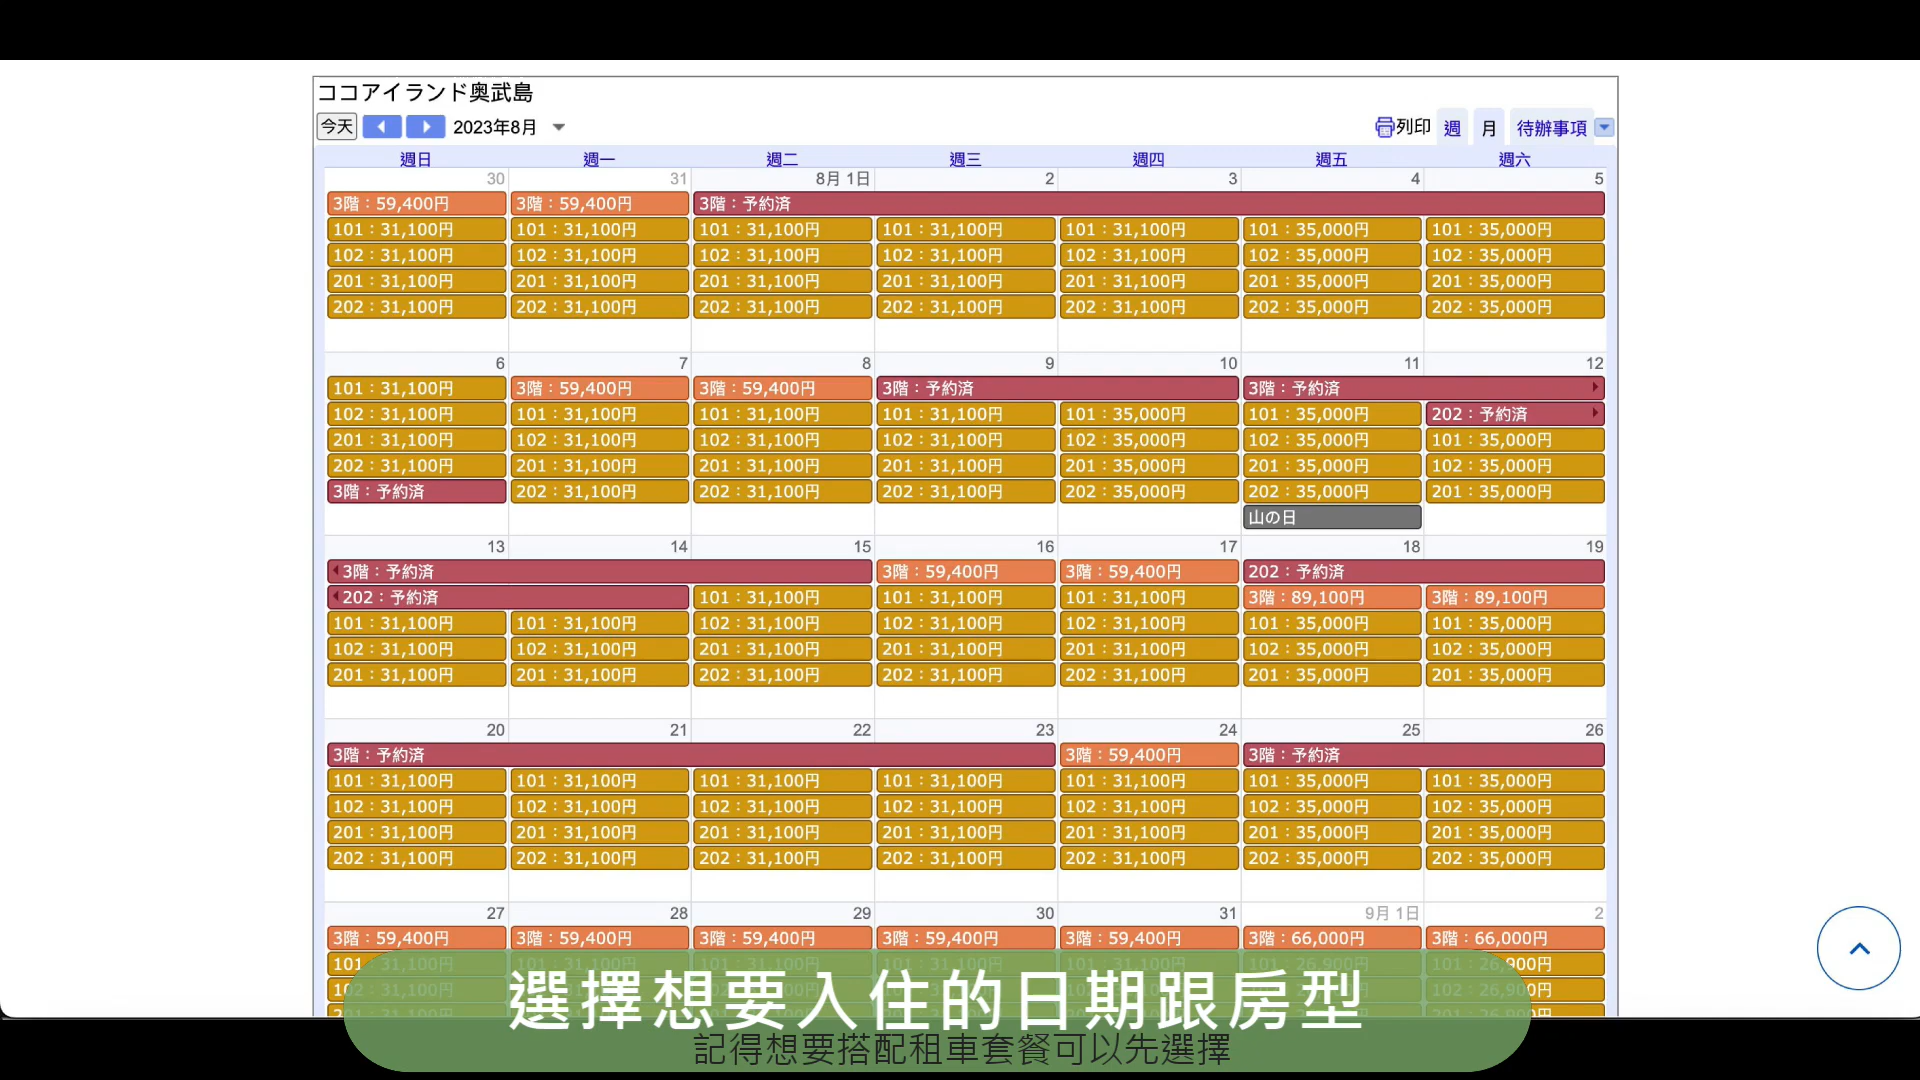 ココアイランド奥武島
今天 2023年8月 列印 週 月 待辦事項
週日 週一 週二 週三 週四 週五 週六
30 31 8月 1日 2 3 4 5
3階：59,400円 3階：59,400円 3階：予約済
101：31,100円 101：31,100円 101：31,100円 101：31,100円 101：31,100円 101：35,000円 101：35,000円
102：31,100円 102：31,100円 102：31,100円 102：31,100円 102：31,100円 102：35,000円 102：35,000円
201：31,100円 201：31,100円 201：31,100円 201：31,100円 201：31,100円 201：35,000円 201：35,000円
202：31,100円 202：31,100円 202：31,100円 202：31,100円 202：31,100円 202：35,000円 202：35,000円
6 7 8 9 10 11 12
101：31,100円 3階：59,400円 3階：59,400円 3階：予約済 3階：予約済
102：31,100円 101：31,100円 101：31,100円 101：31,100円 101：35,000円 101：35,000円 202：予約済
201：31,100円 102：31,100円 102：31,100円 102：31,100円 102：35,000円 102：35,000円 101：35,000円
202：31,100円 201：31,100円 201：31,100円 201：31,100円 201：35,000円 201：35,000円 102：35,000円
3階：予約済 202：31,100円 202：31,100円 202：31,100円 202：35,000円 202：35,000円 201：35,000円
山の日
13 14 15 16 17 18 19
3階：予約済 3階：59,400円 3階：59,400円 202：予約済
202：予約済 101：31,100円 101：31,100円 101：31,100円 3階：89,100円 3階：89,100円
101：31,100円 101：31,100円 102：31,100円 102：31,100円 102：31,100円 101：35,000円 101：35,000円
102：31,100円 102：31,100円 201：31,100円 201：31,100円 201：31,100円 102：35,000円 102：35,000円
201：31,100円 201：31,100円 202：31,100円 202：31,100円 202：31,100円 201：35,000円 201：35,000円
20 21 22 23 24 25 26
3階：予約済 3階：59,400円 3階：予約済
101：31,100円 101：31,100円 101：31,100円 101：31,100円 101：31,100円 101：35,000円 101：35,000円
102：31,100円 102：31,100円 102：31,100円 102：31,100円 102：31,100円 102：35,000円 102：35,000円
201：31,100円 201：31,100円 201：31,100円 201：31,100円 201：31,100円 201：35,000円 201：35,000円
202：31,100円 202：31,100円 202：31,100円 202：31,100円 202：31,100円 202：35,000円 202：35,000円
27 28 29 30 31 9月 1日 2
3階：59,400円 3階：59,400円 3階：59,400円 3階：59,400円 3階：59,400円 3階：66,000円 3階：66,000円
選擇想要入住的日期跟房型
記得想要搭配租車套餐可以先選擇